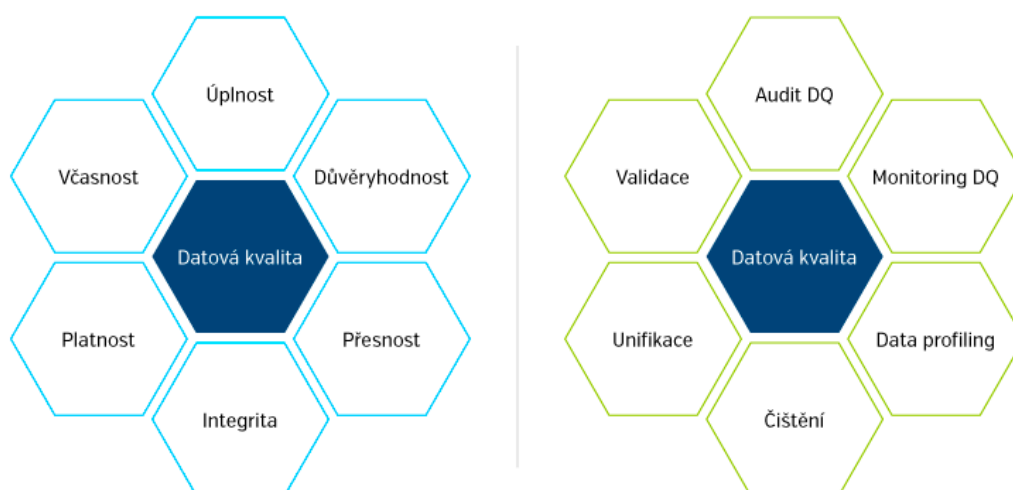 Úplnost
Včasnost
Důvěryhodnost
Datová kvalita
Platnost
Přesnost
Integrita
Audit DQ
Validace
Monitoring DQ
Datová kvalita
Unifikace
Data profiling
Čištění